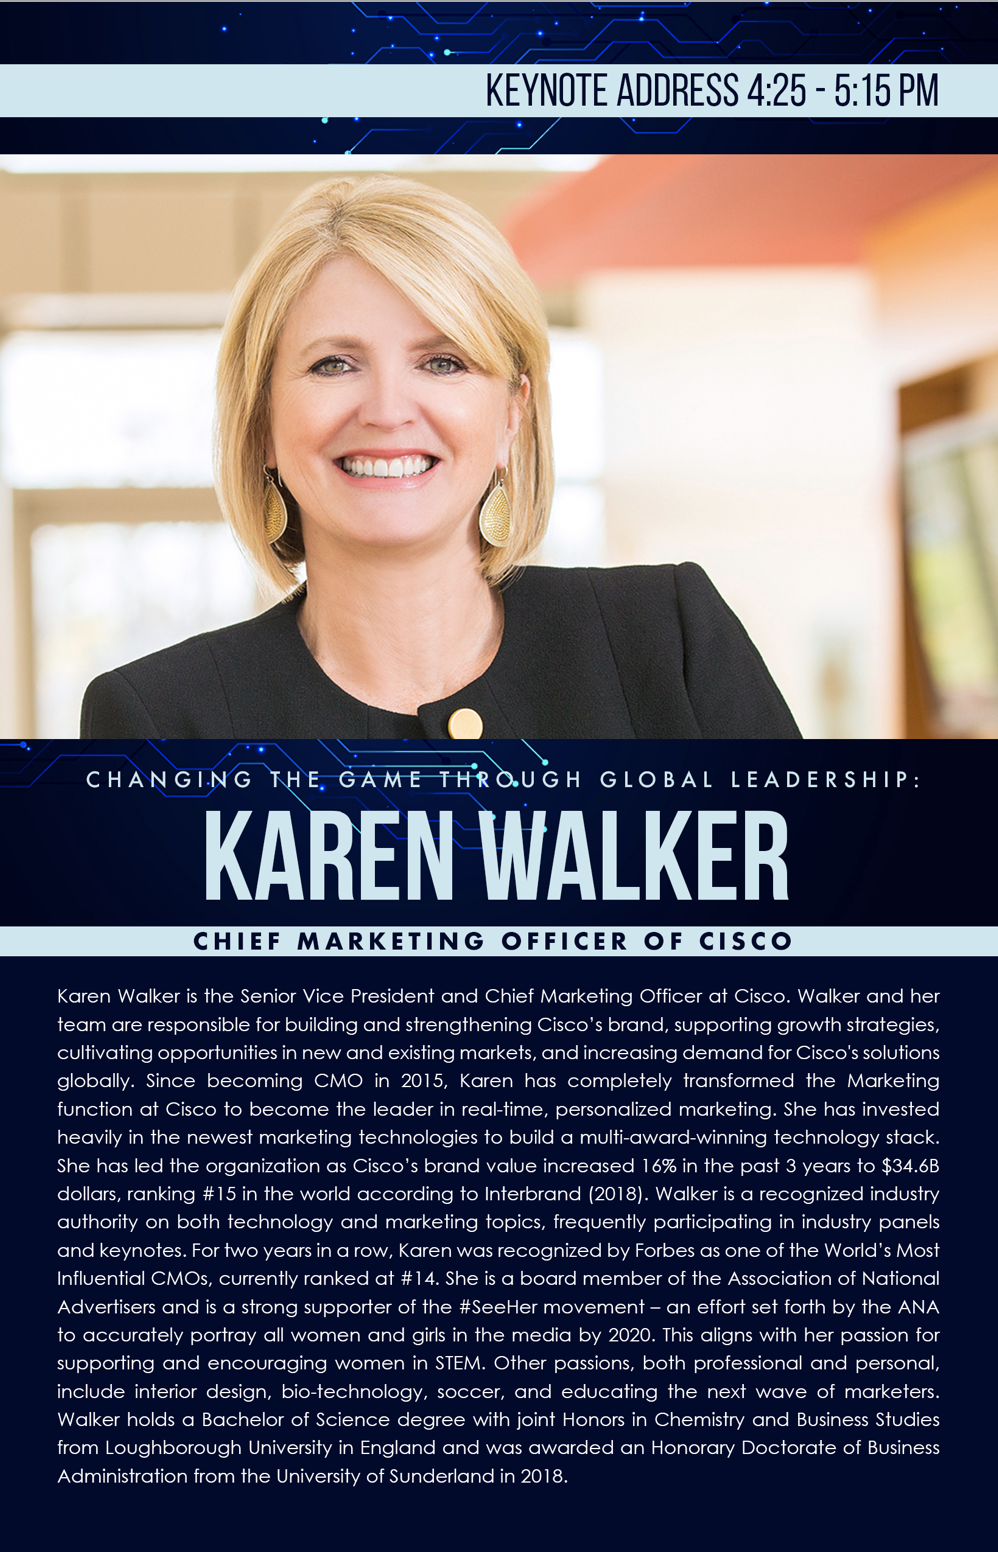 KEYNOTE ADDRESS 4:25 - 5:15 PM
CHANGING THE GAME THROUGH GLOBAL LEADERSHIP:
KAREN WALKER
CHIEF MARKETING OFFICER OF CISCO
Karen Walker is the Senior Vice President and Chief Marketing Officer at Cisco. Walker and her
team are responsible for building and strengthening Cisco’s brand, supporting growth strategies,
cultivating opportunities in new and existing markets, and increasing demand for Cisco's solutions
globally. Since becoming CMO in 2015, Karen has completely transformed the Marketing
function at Cisco to become the leader in real-time, personalized marketing. She has invested
heavily in the newest marketing technologies to build a multi-award-winning technology stack.
She has led the organization as Cisco’s brand value increased 16% in the past 3 years to $34.6B
dollars, ranking #15 in the world according to Interbrand (2018). Walker is a recognized industry
authority on both technology and marketing topics, frequently participating in industry panels
and keynotes. For two years in a row, Karen was recognized by Forbes as one of the World’s Most
Influential CMOs, currently ranked at #14. She is a board member of the Association of National
Advertisers and is a strong supporter of the #SeeHer movement – an effort set forth by the ANA
to accurately portray all women and girls in the media by 2020. This aligns with her passion for
supporting and encouraging women in STEM. Other passions, both professional and personal,
include interior design, bio-technology, soccer, and educating the next wave of marketers.
Walker holds a Bachelor of Science degree with joint Honors in Chemistry and Business Studies
from Loughborough University in England and was awarded an Honorary Doctorate of Business
Administration from the University of Sunderland in 2018.